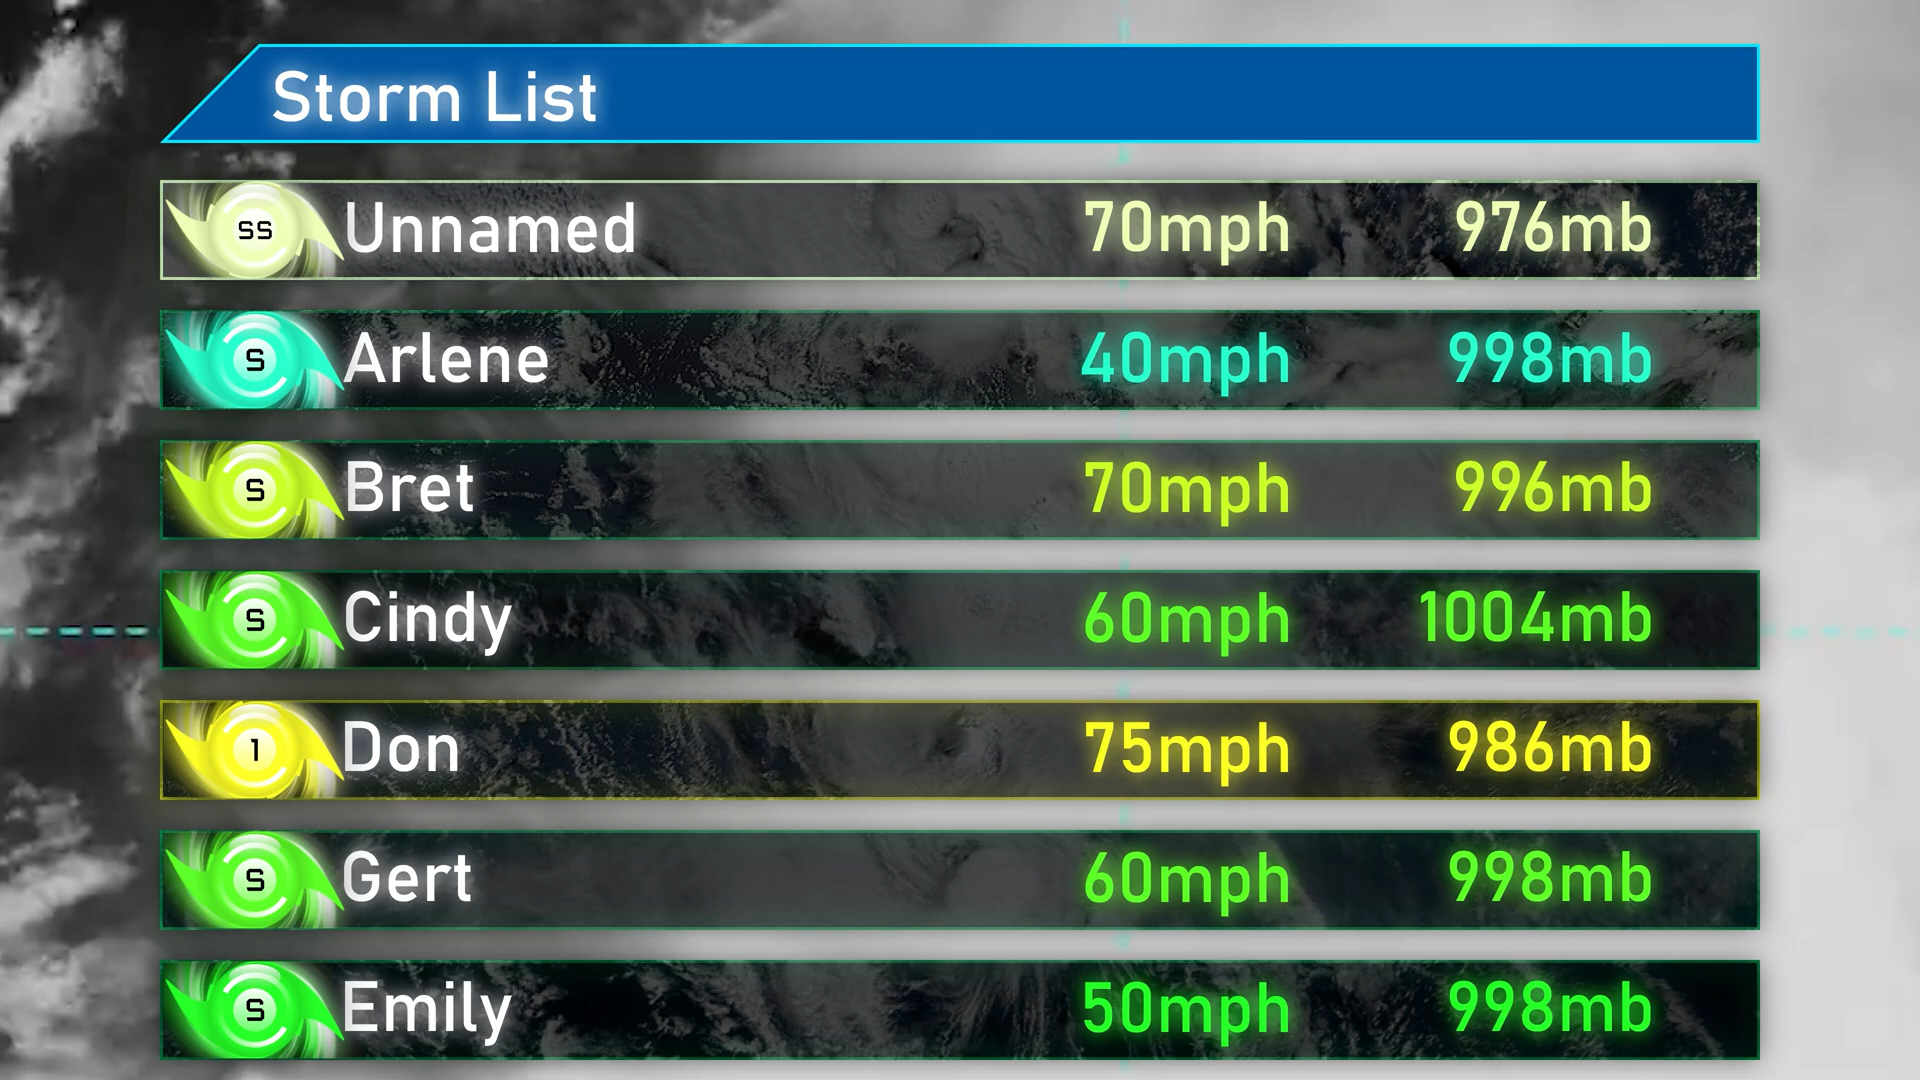 Storm List
SS Unnamed 70mph 976mb
S Arlene 40mph 998mb
S Bret 70mph 996mb
S Cindy 60mph 1004mb
1 Don 75mph 986mb
S Gert 60mph 998mb
S Emily 50mph 998mb